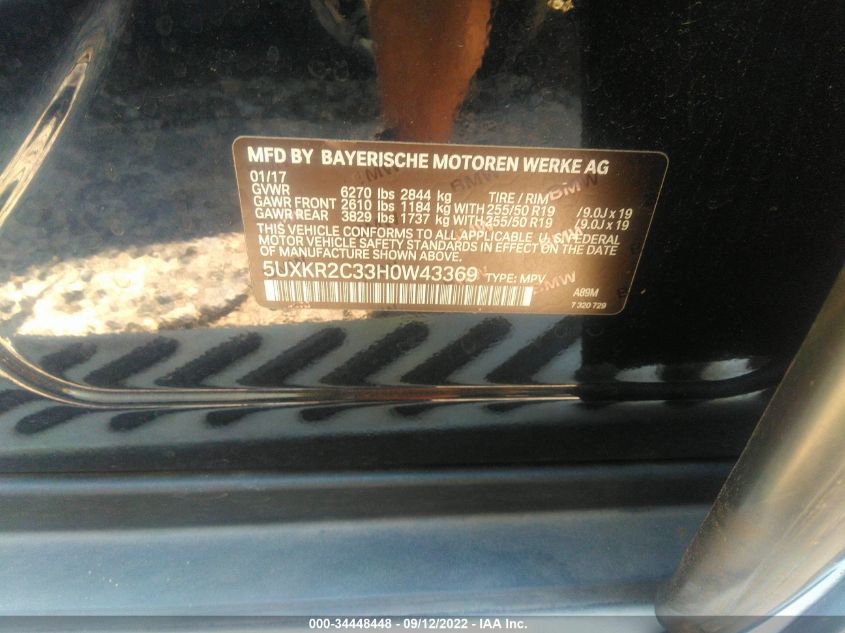 MFD BY BAYERISCHE MOTOREN WERKE AG
01/17
GVWR 6270 lbs 2844 kg TIRE / RIM
GAWR FRONT 2610 lbs 1184 kg WITH 255/50 R19 /9.0J x 19
GAWR REAR 3829 lbs 1737 kg WITH 255/50 R19 /9.0J x 19
THIS VEHICLE CONFORMS TO ALL APPLICABLE U.S. FEDERAL
MOTOR VEHICLE SAFETY STANDARDS IN EFFECT ON THE DATE
OF MANUFACTURE SHOWN ABOVE.
5UXKR2C33H0W43369 TYPE: MPV
A89M
7 320 729
BMW
BMW
BMW
000-34448448 - 09/12/2022 - IAA Inc.